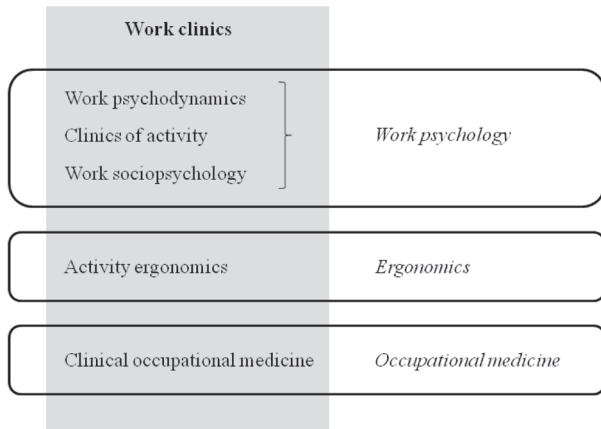 Work clinics
Work psychodynamics
Clinics of activity
Work sociopsychology
Work psychology
Activity ergonomics
Ergonomics
Clinical occupational medicine
Occupational medicine